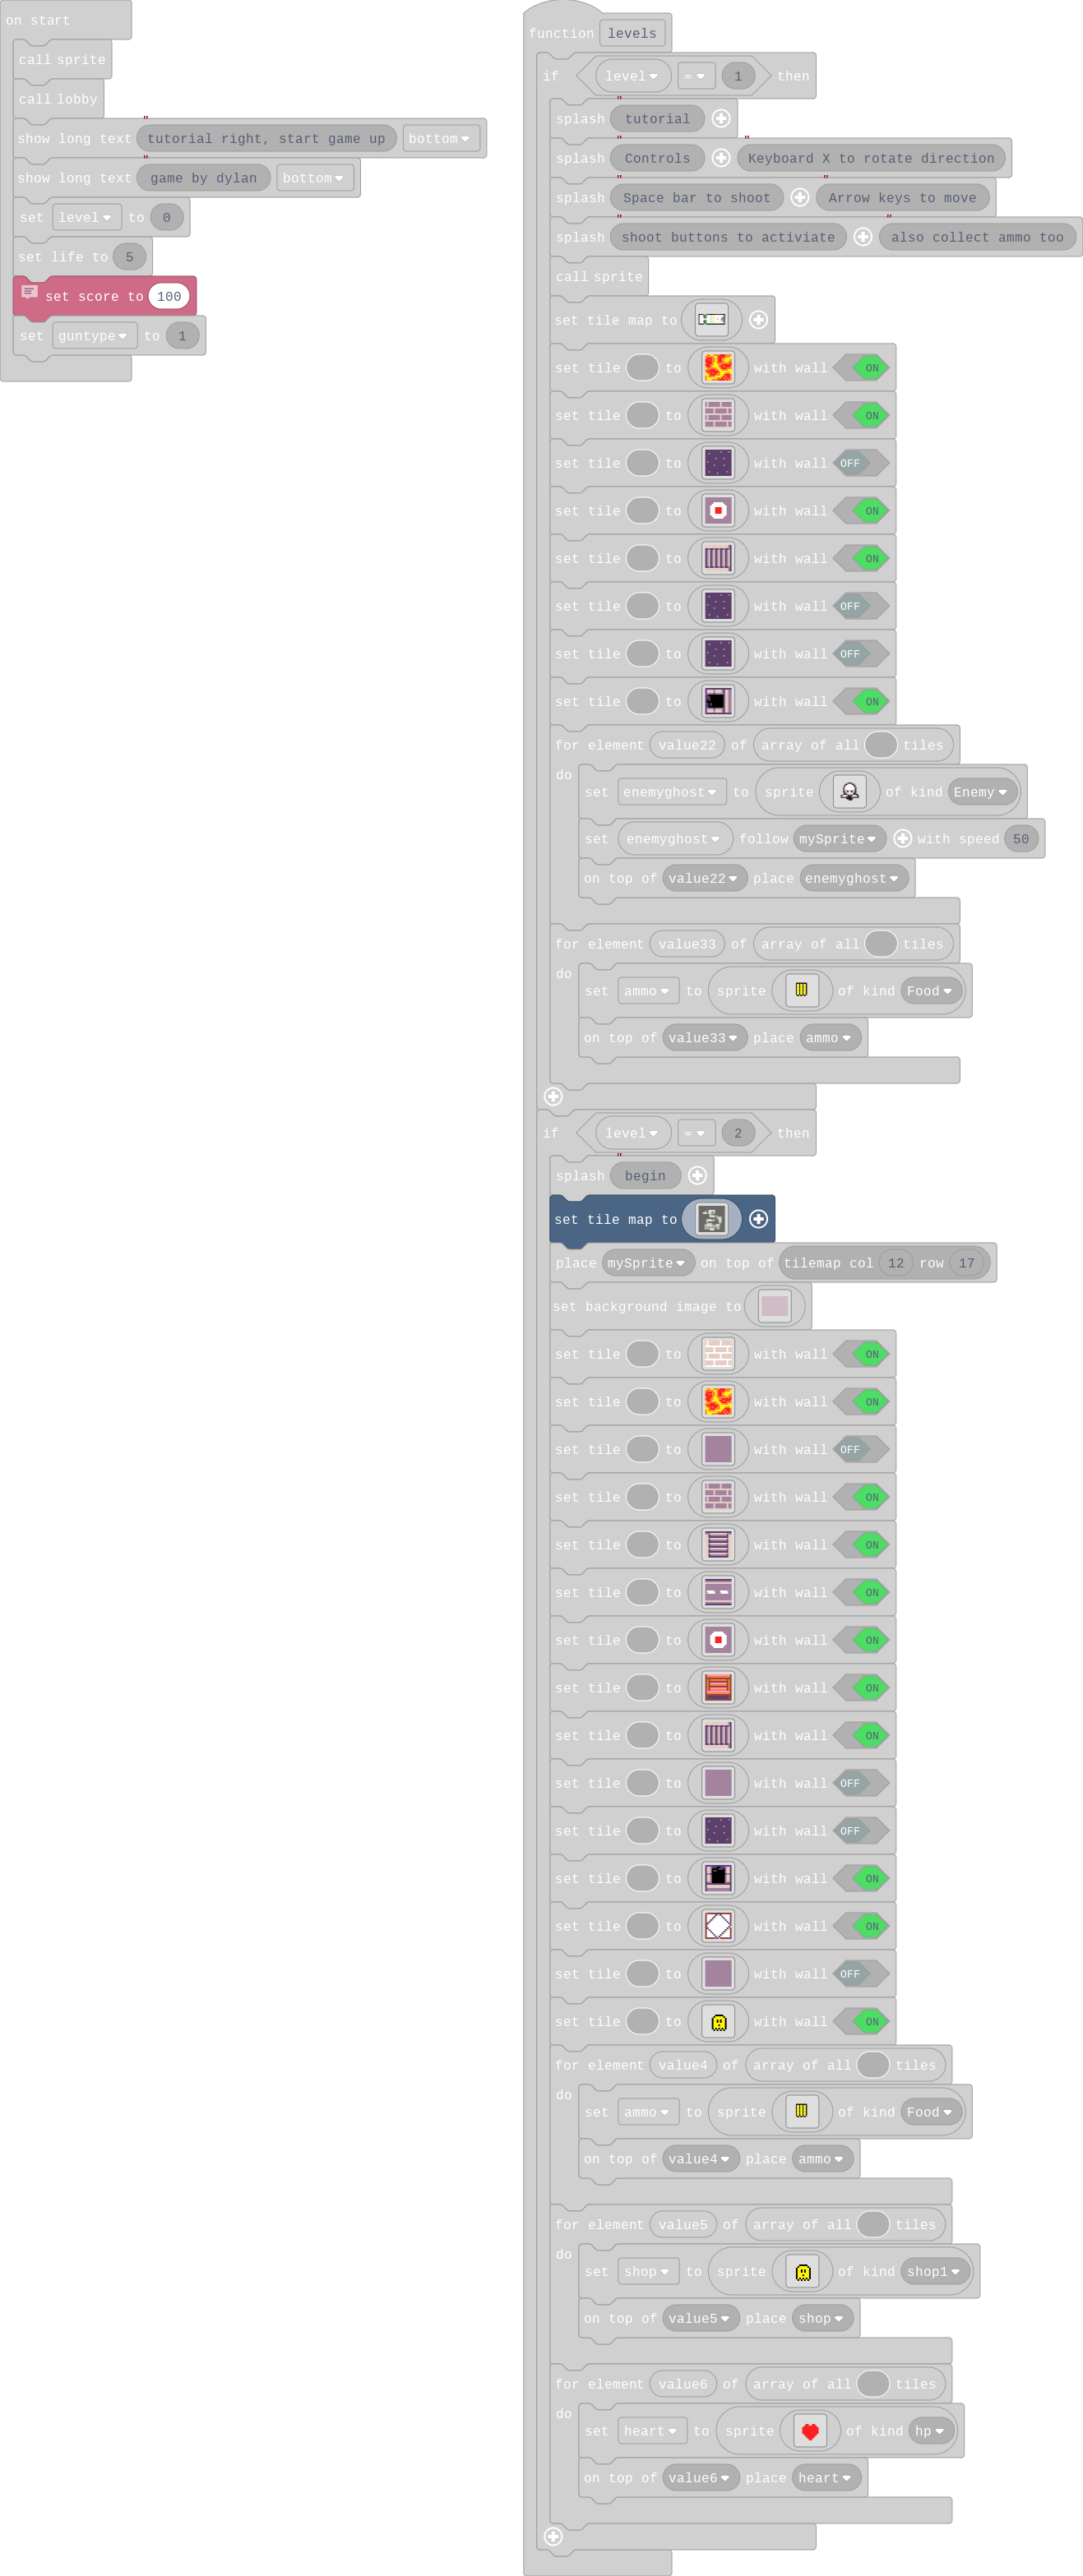 on start
call sprite
call lobby
show long text " tutorial right, start game up bottom
show long text " game by dylan bottom
set level to 0
set life to 5
set score to 100
set guntype to 1
function levels
if level = 1 then
splash " tutorial
splash " Controls " Keyboard X to rotate direction
splash " Space bar to shoot " Arrow keys to move
splash " shoot buttons to activiate " also collect ammo too
call sprite
set tile map to
set tile to with wall ON
set tile to with wall ON
set tile to with wall OFF
set tile to with wall ON
set tile to with wall ON
set tile to with wall OFF
set tile to with wall OFF
set tile to with wall ON
for element value22 of array of all tiles
do
set enemyghost to sprite of kind Enemy
set enemyghost follow mySprite with speed 50
on top of value22 place enemyghost
for element value33 of array of all tiles
do
set ammo to sprite of kind Food
on top of value33 place ammo
if level = 2 then
splash " begin
set tile map to
place mySprite on top of tilemap col 12 row 17
set background image to
set tile to with wall ON
set tile to with wall ON
set tile to with wall OFF
set tile to with wall ON
set tile to with wall ON
set tile to with wall ON
set tile to with wall ON
set tile to with wall ON
set tile to with wall ON
set tile to with wall OFF
set tile to with wall OFF
set tile to with wall ON
set tile to with wall ON
set tile to with wall OFF
set tile to with wall ON
for element value4 of array of all tiles
do
set ammo to sprite of kind Food
on top of value4 place ammo
for element value5 of array of all tiles
do
set shop to sprite of kind shop1
on top of value5 place shop
for element value6 of array of all tiles
do
set heart to sprite of kind hp
on top of value6 place heart